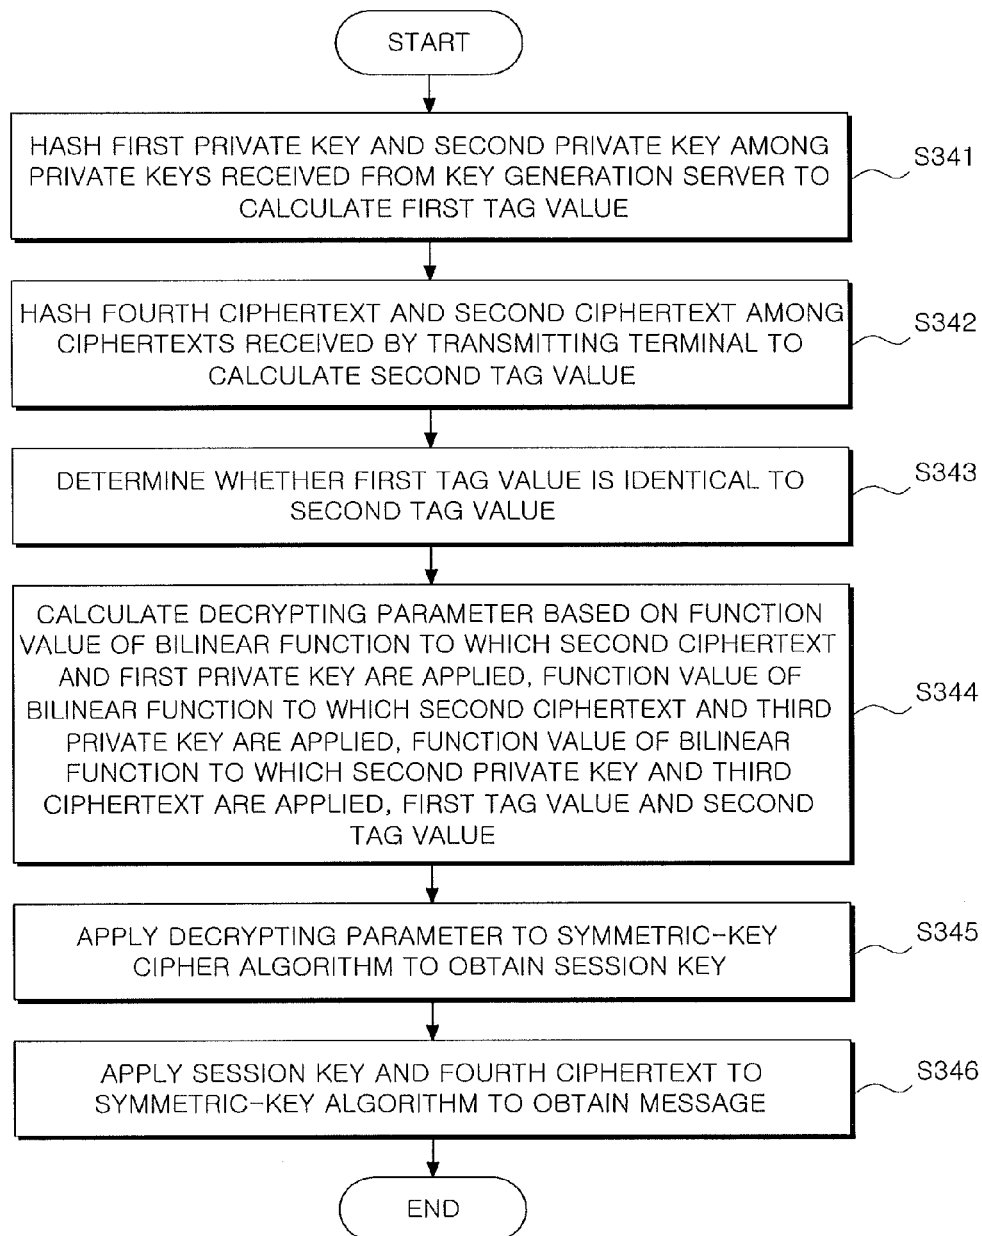 START
HASH FIRST PRIVATE KEY AND SECOND PRIVATE KEY AMONG
PRIVATE KEYS RECEIVED FROM KEY GENERATION SERVER TO
CALCULATE FIRST TAG VALUE
S341
HASH FOURTH CIPHERTEXT AND SECOND CIPHERTEXT AMONG
CIPHERTEXTS RECEIVED BY TRANSMITTING TERMINAL TO
CALCULATE SECOND TAG VALUE
S342
DETERMINE WHETHER FIRST TAG VALUE IS IDENTICAL TO
SECOND TAG VALUE
S343
CALCULATE DECRYPTING PARAMETER BASED ON FUNCTION
VALUE OF BILINEAR FUNCTION TO WHICH SECOND CIPHERTEXT
AND FIRST PRIVATE KEY ARE APPLIED, FUNCTION VALUE OF
BILINEAR FUNCTION TO WHICH SECOND CIPHERTEXT AND THIRD
PRIVATE KEY ARE APPLIED, FUNCTION VALUE OF BILINEAR
FUNCTION TO WHICH SECOND PRIVATE KEY AND THIRD
CIPHERTEXT ARE APPLIED, FIRST TAG VALUE AND SECOND
TAG VALUE
S344
APPLY DECRYPTING PARAMETER TO SYMMETRIC-KEY
CIPHER ALGORITHM TO OBTAIN SESSION KEY
S345
APPLY SESSION KEY AND FOURTH CIPHERTEXT TO
SYMMETRIC-KEY ALGORITHM TO OBTAIN MESSAGE
S346
END